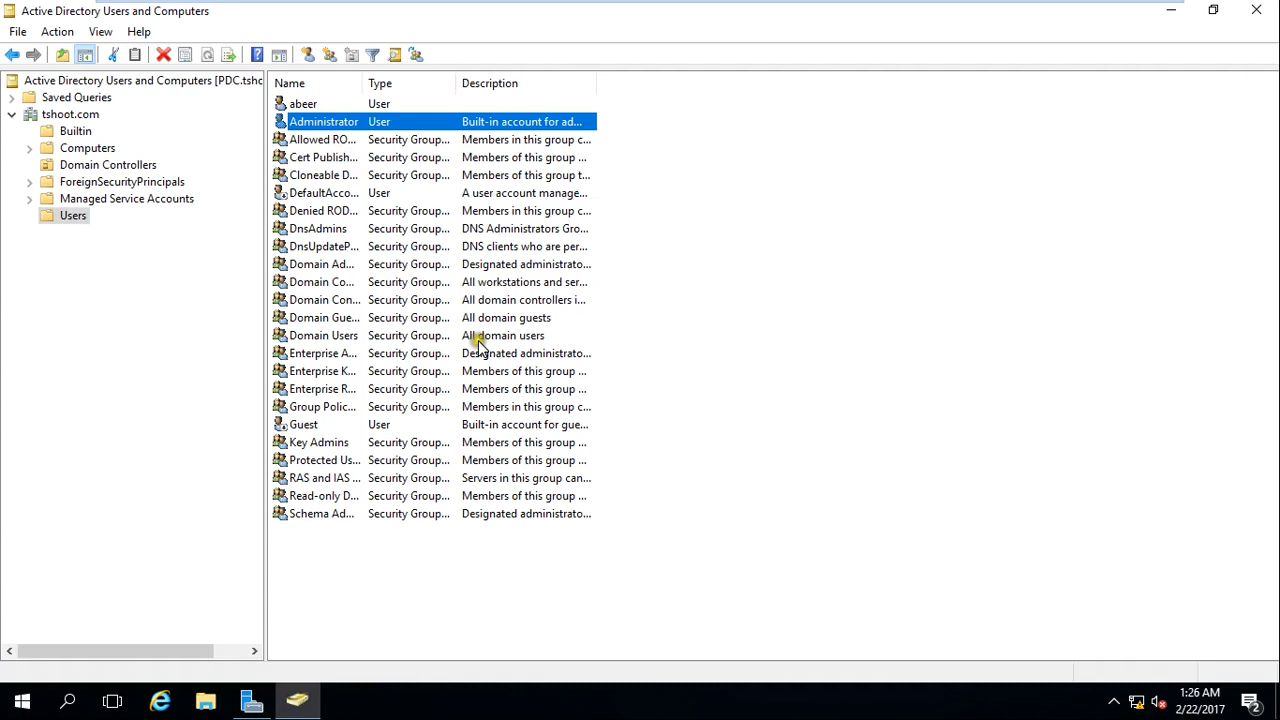 Active Directory Users and Computers
File Action View Help
Active Directory Users and Computers [PDC.tshc
Saved Queries
tshoot.com
Builtin
Computers
Domain Controllers
ForeignSecurityPrincipals
Managed Service Accounts
Users
Name Type Description
abeer User
Administrator User Built-in account for ad...
Allowed RO... Security Group... Members in this group c...
Cert Publish... Security Group... Members of this group ...
Cloneable D... Security Group... Members of this group t...
DefaultAcco... User A user account manage...
Denied ROD... Security Group... Members in this group c...
DnsAdmins Security Group... DNS Administrators Gro...
DnsUpdateP... Security Group... DNS clients who are per...
Domain Ad... Security Group... Designated administrato...
Domain Co... Security Group... All workstations and ser...
Domain Con... Security Group... All domain controllers i...
Domain Gue... Security Group... All domain guests
Domain Users Security Group... All domain users
Enterprise A... Security Group... Designated administrato...
Enterprise K... Security Group... Members of this group ...
Enterprise R... Security Group... Members of this group ...
Group Polic... Security Group... Members in this group c...
Guest User Built-in account for gue...
Key Admins Security Group... Members of this group ...
Protected Us... Security Group... Members of this group ...
RAS and IAS ... Security Group... Servers in this group can...
Read-only D... Security Group... Members of this group ...
Schema Ad... Security Group... Designated administrato...
1:26 AM
2/22/2017
2